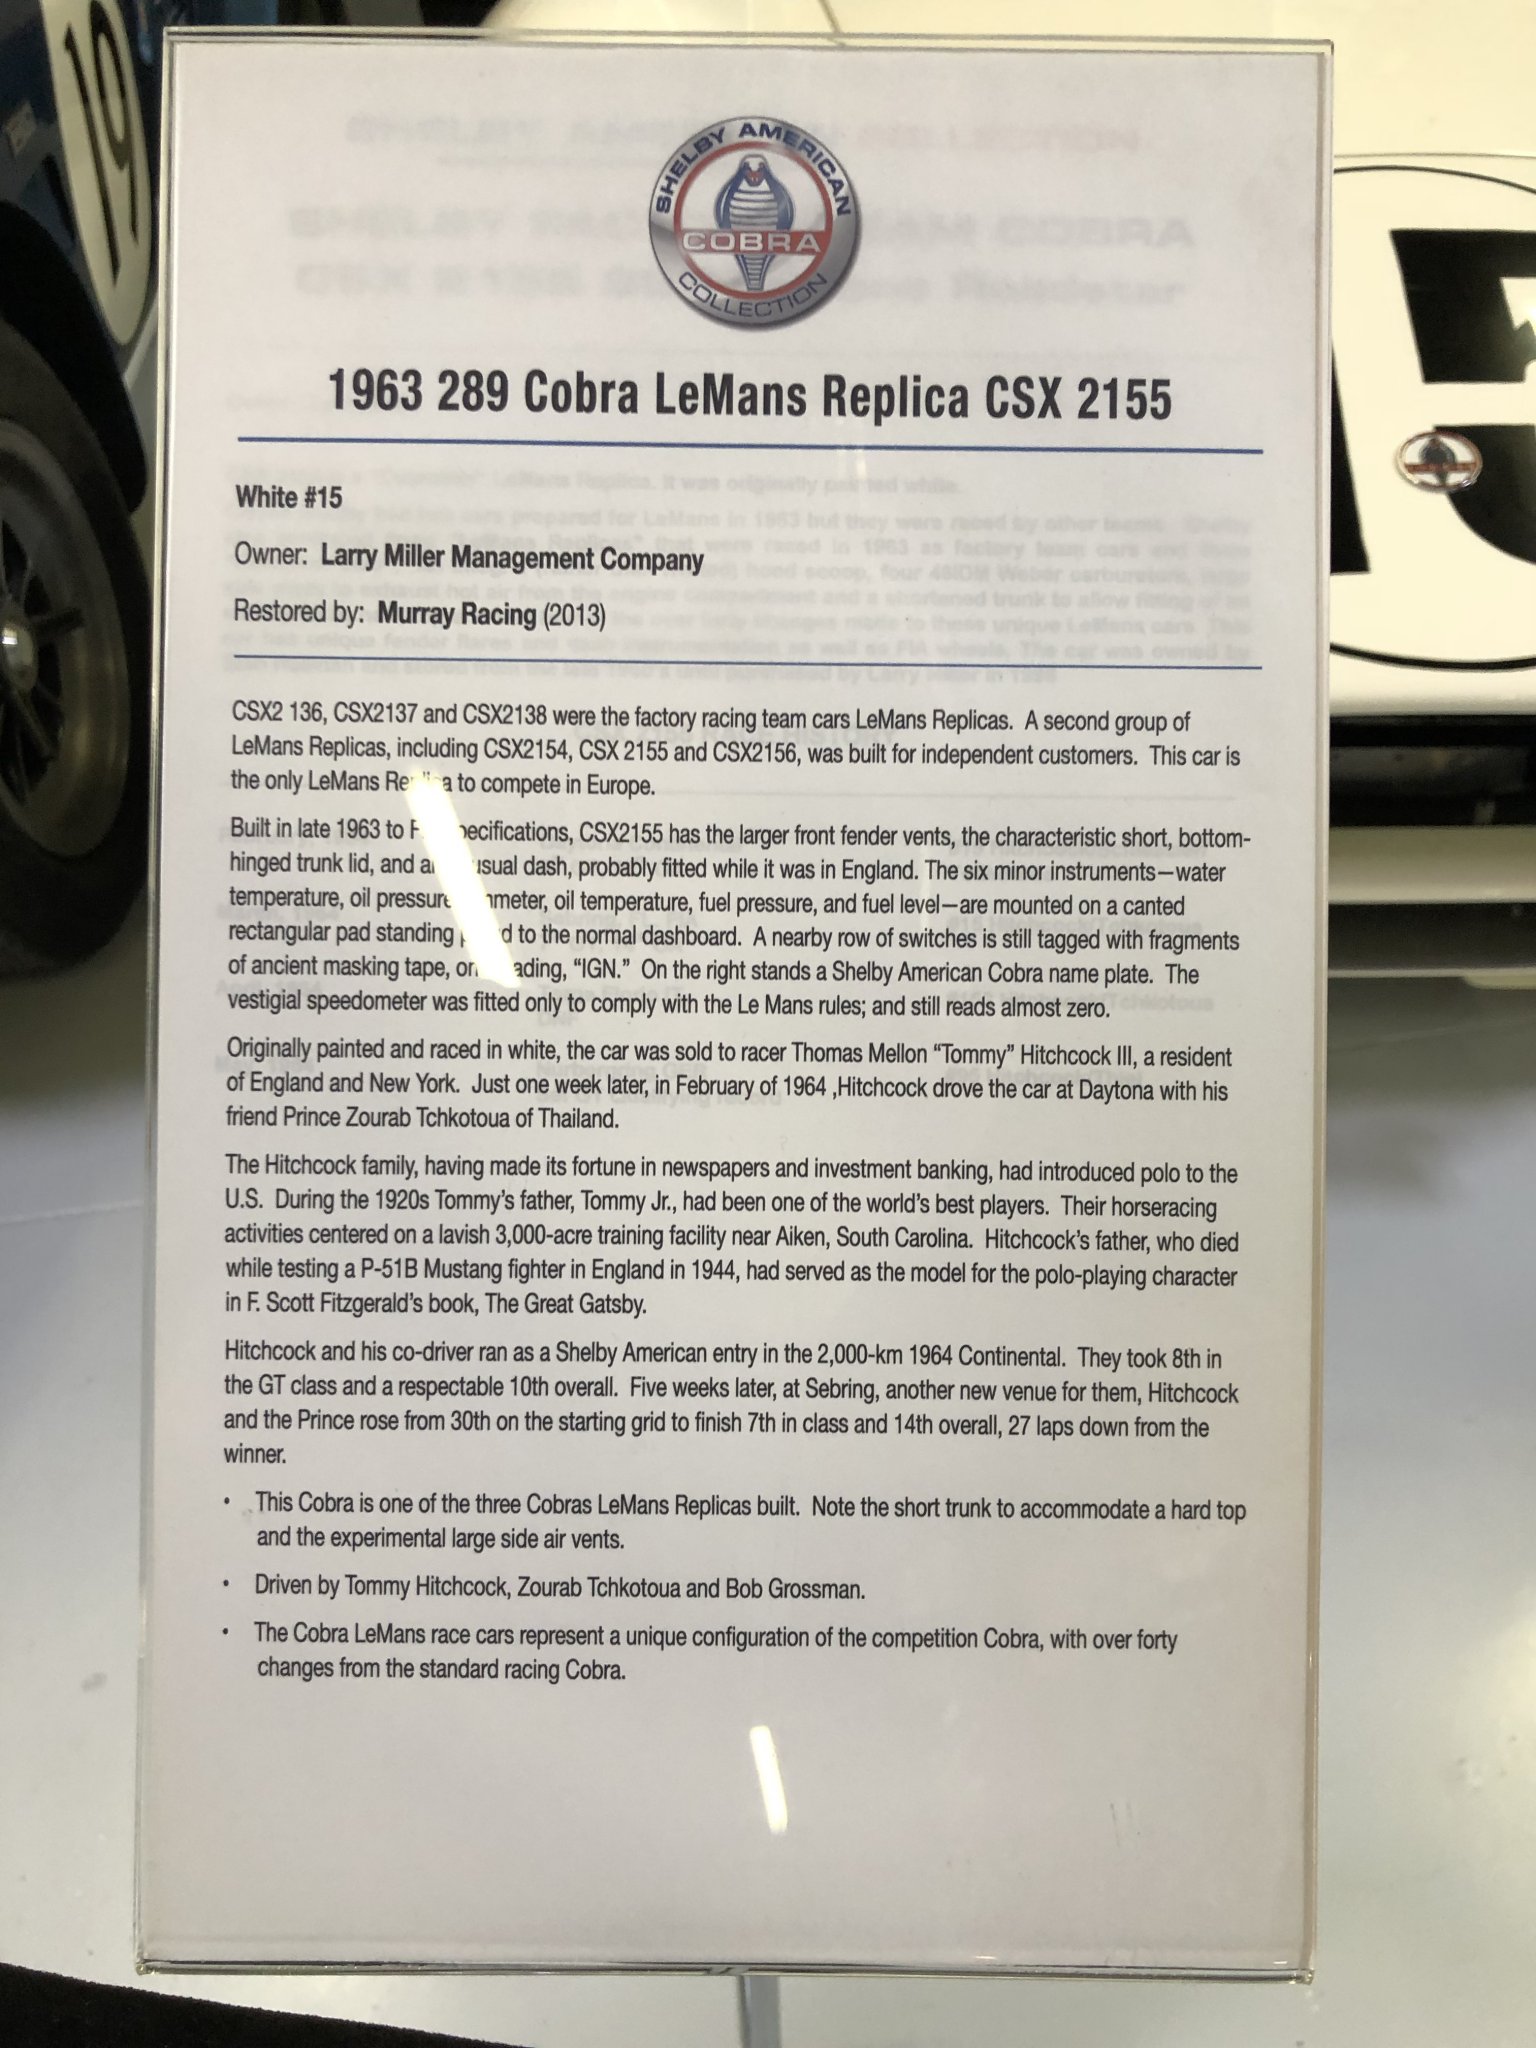 19
SHELBY AMERICAN
COBRA
COLLECTION
1963 289 Cobra LeMans Replica CSX 2155
White #15
Owner: Larry Miller Management Company
Restored by: Murray Racing (2013)
CSX2 136, CSX2137 and CSX2138 were the factory racing team cars LeMans Replicas. A second group of
LeMans Replicas, including CSX2154, CSX 2155 and CSX2156, was built for independent customers. This car is
the only LeMans to compete in Europe.
Built in late 1963 to CSX2155 has the larger front fender vents, the characteristic short, bottom-
hinged trunk lid, and dash, probably fitted while it was in England. The six minor instruments—water
temperature, oil pressure oil temperature, fuel pressure, and fuel level—are mounted on a canted
rectangular pad standing to the normal dashboard. A nearby row of switches is still tagged with fragments
of ancient masking tape, "IGN." On the right stands a Shelby American Cobra name plate. The
vestigial speedometer was fitted only to comply with the Le Mans rules; and still reads almost zero.
Originally painted and raced in white, the car was sold to racer Thomas Mellon "Tommy" Hitchcock III, a resident
of England and New York. Just one week later, in February of 1964 ,Hitchcock drove the car at Daytona with his
friend Prince Zourab Tchkotoua of Thailand.
The Hitchcock family, having made its fortune in newspapers and investment banking, had introduced polo to the
U.S. During the 1920s Tommy's father, Tommy Jr., had been one of the world's best players. Their horseracing
activities centered on a lavish 3,000-acre training facility near Aiken, South Carolina. Hitchcock's father, who died
while testing a P-51B Mustang fighter in England in 1944, had served as the model for the polo-playing character
in F. Scott Fitzgerald's book, The Great Gatsby.
Hitchcock and his co-driver ran as a Shelby American entry in the 2,000-km 1964 Continental. They took 8th in
the GT class and a respectable 10th overall. Five weeks later, at Sebring, another new venue for them, Hitchcock
and the Prince rose from 30th on the starting grid to finish 7th in class and 14th overall, 27 laps down from the
winner.
• This Cobra is one of the three Cobras LeMans Replicas built. Note the short trunk to accommodate a hard top
and the experimental large side air vents.
• Driven by Tommy Hitchcock, Zourab Tchkotoua and Bob Grossman.
• The Cobra LeMans race cars represent a unique configuration of the competition Cobra, with over forty
changes from the standard racing Cobra.